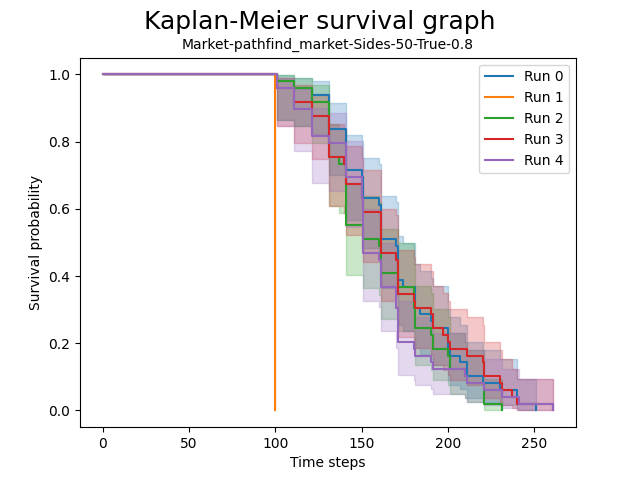 Kaplan-Meier survival graph
Market-pathfind_market-Sides-50-True-0.8
Survival probability
1.0
0.8
0.6
0.4
0.2
0.0
Run 0
Run 1
Run 2
Run 3
Run 4
0 50 100 150 200 250
Time steps